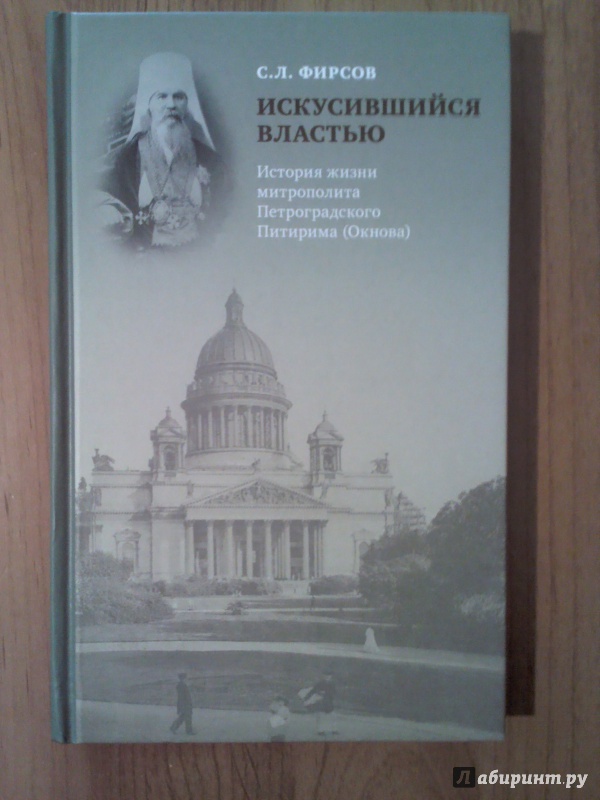 С.Л. ФИРСОВ
ИСКУСИВШИЙСЯ
ВЛАСТЬЮ
История жизни
митрополита
Петроградского
Питирима (Окнова)
Лабиринт.ру